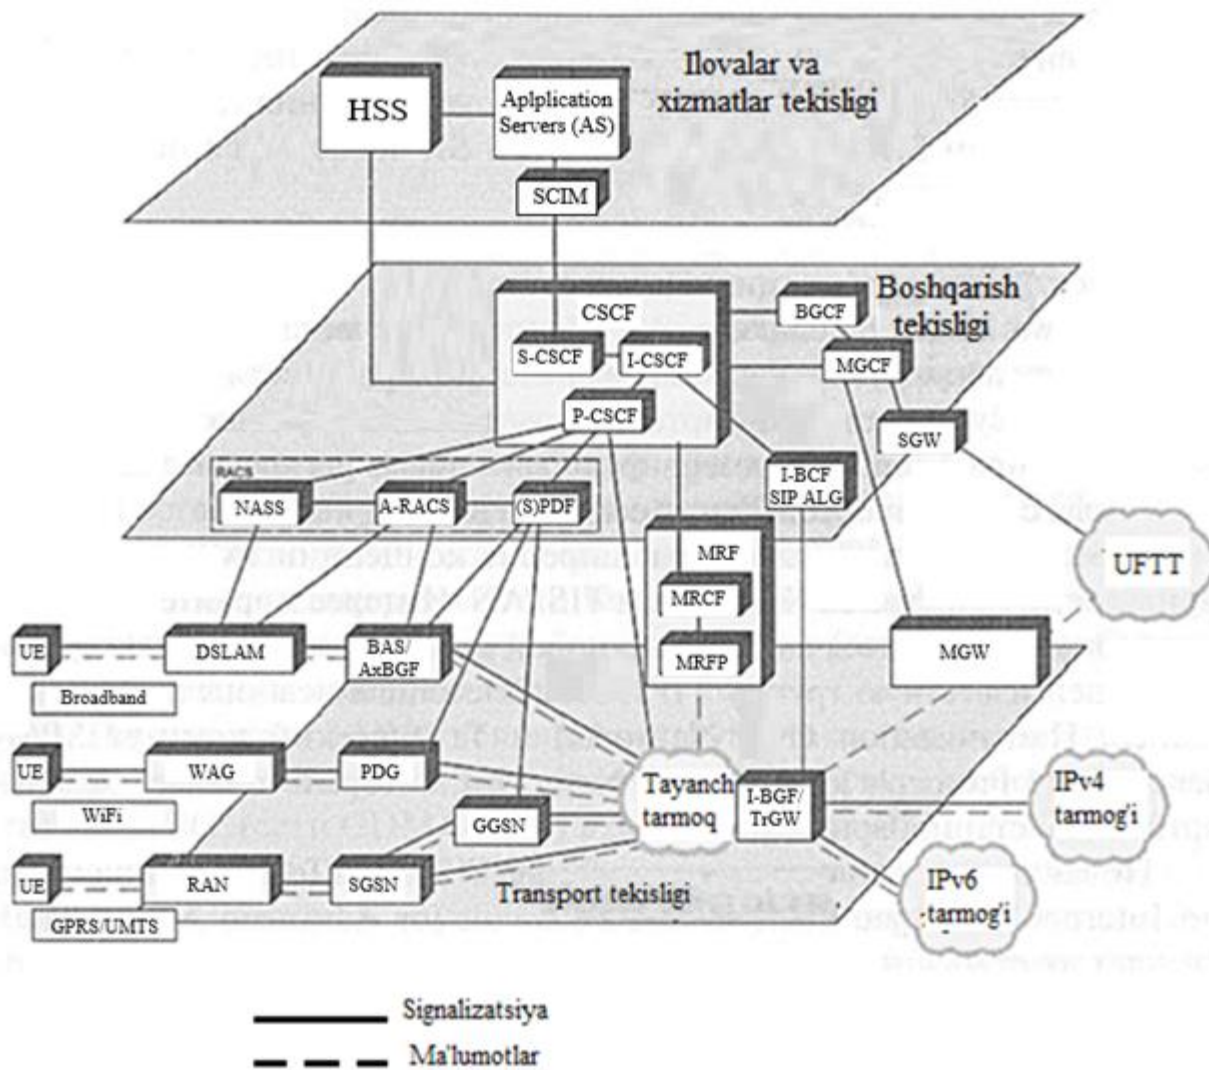 Ilovalar va
xizmatlar tekisligi
HSS
Aplplication
Servers (AS)
SCIM
Boshqarish
tekisligi
CSCF
BGCF
S-CSCF
I-CSCF
MGCF
P-CSCF
SGW
RACS
I-BCF
SIP ALG
NASS
A-RACS
(S)PDF
MRF
UFTT
MRCF
UE
DSLAM
BAS/
AxBGF
MRFP
MGW
Broadband
UE
WAG
PDG
Tayanch
tarmoq
I-BGF/
TrGW
IPv4
tarmog'i
WiFi
GGSN
UE
RAN
SGSN
Transport tekisligi
IPv6
tarmog'i
GPRS/UMTS
Signalizatsiya
Ma'lumotlar